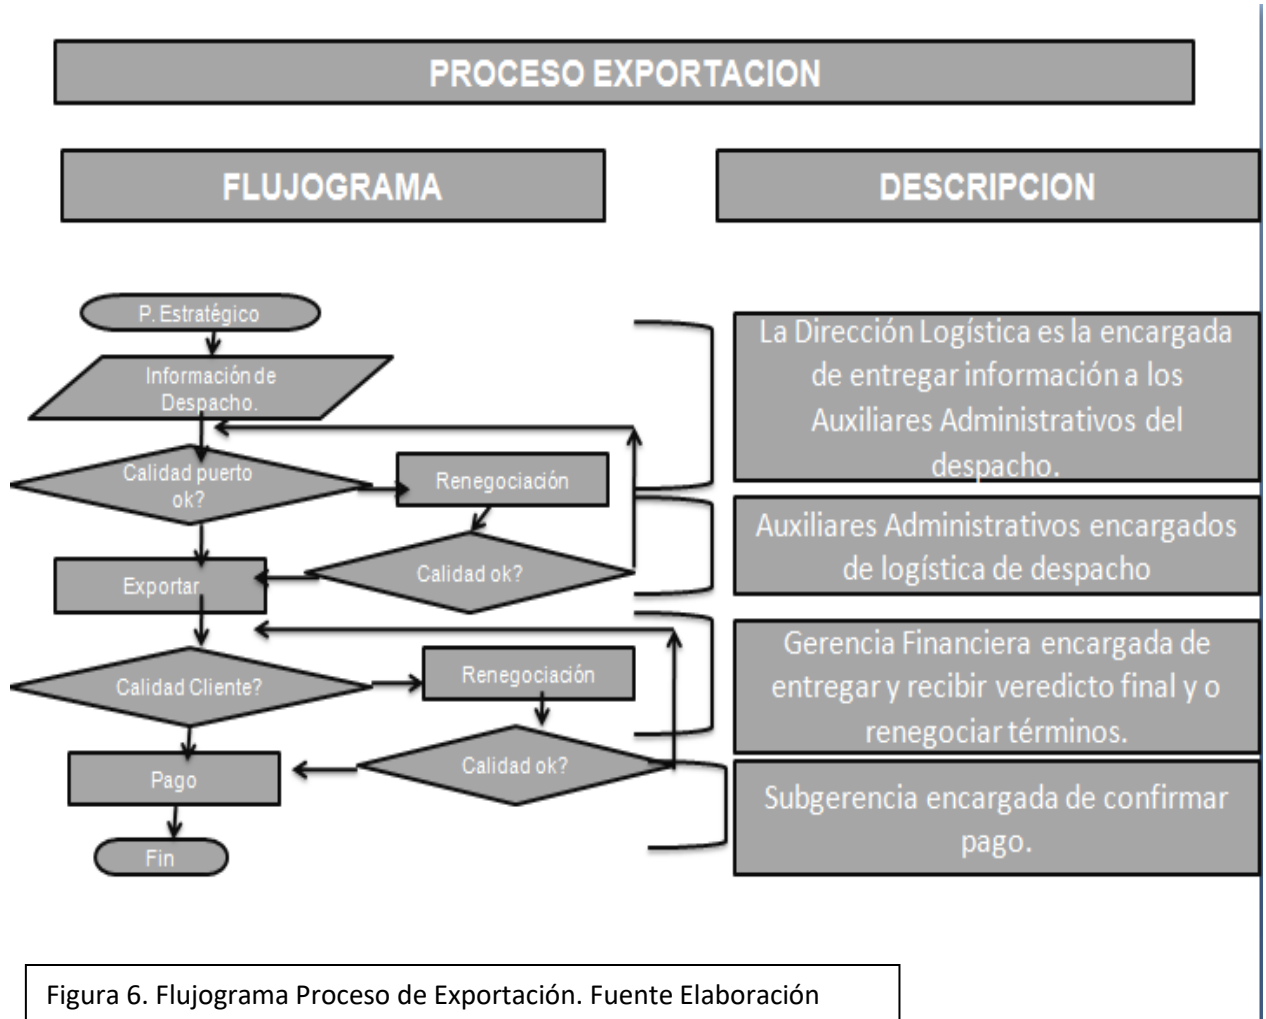 PROCESO EXPORTACION
FLUJOGRAMA
DESCRIPCION
P. Estratégico
Información de
Despacho.
Calidad puerto
ok?
Renegociación
Calidad ok?
Exportar
Calidad Cliente?
Renegociación
Calidad ok?
Pago
Fin
La Dirección Logística es la encargada
de entregar información a los
Auxiliares Administrativos del
despacho.
Auxiliares Administrativos encargados
de logística de despacho
Gerencia Financiera encargada de
entregar y recibir veredicto final y o
renegociar términos.
Subgerencia encargada de confirmar
pago.
Figura 6. Flujograma Proceso de Exportación. Fuente Elaboración